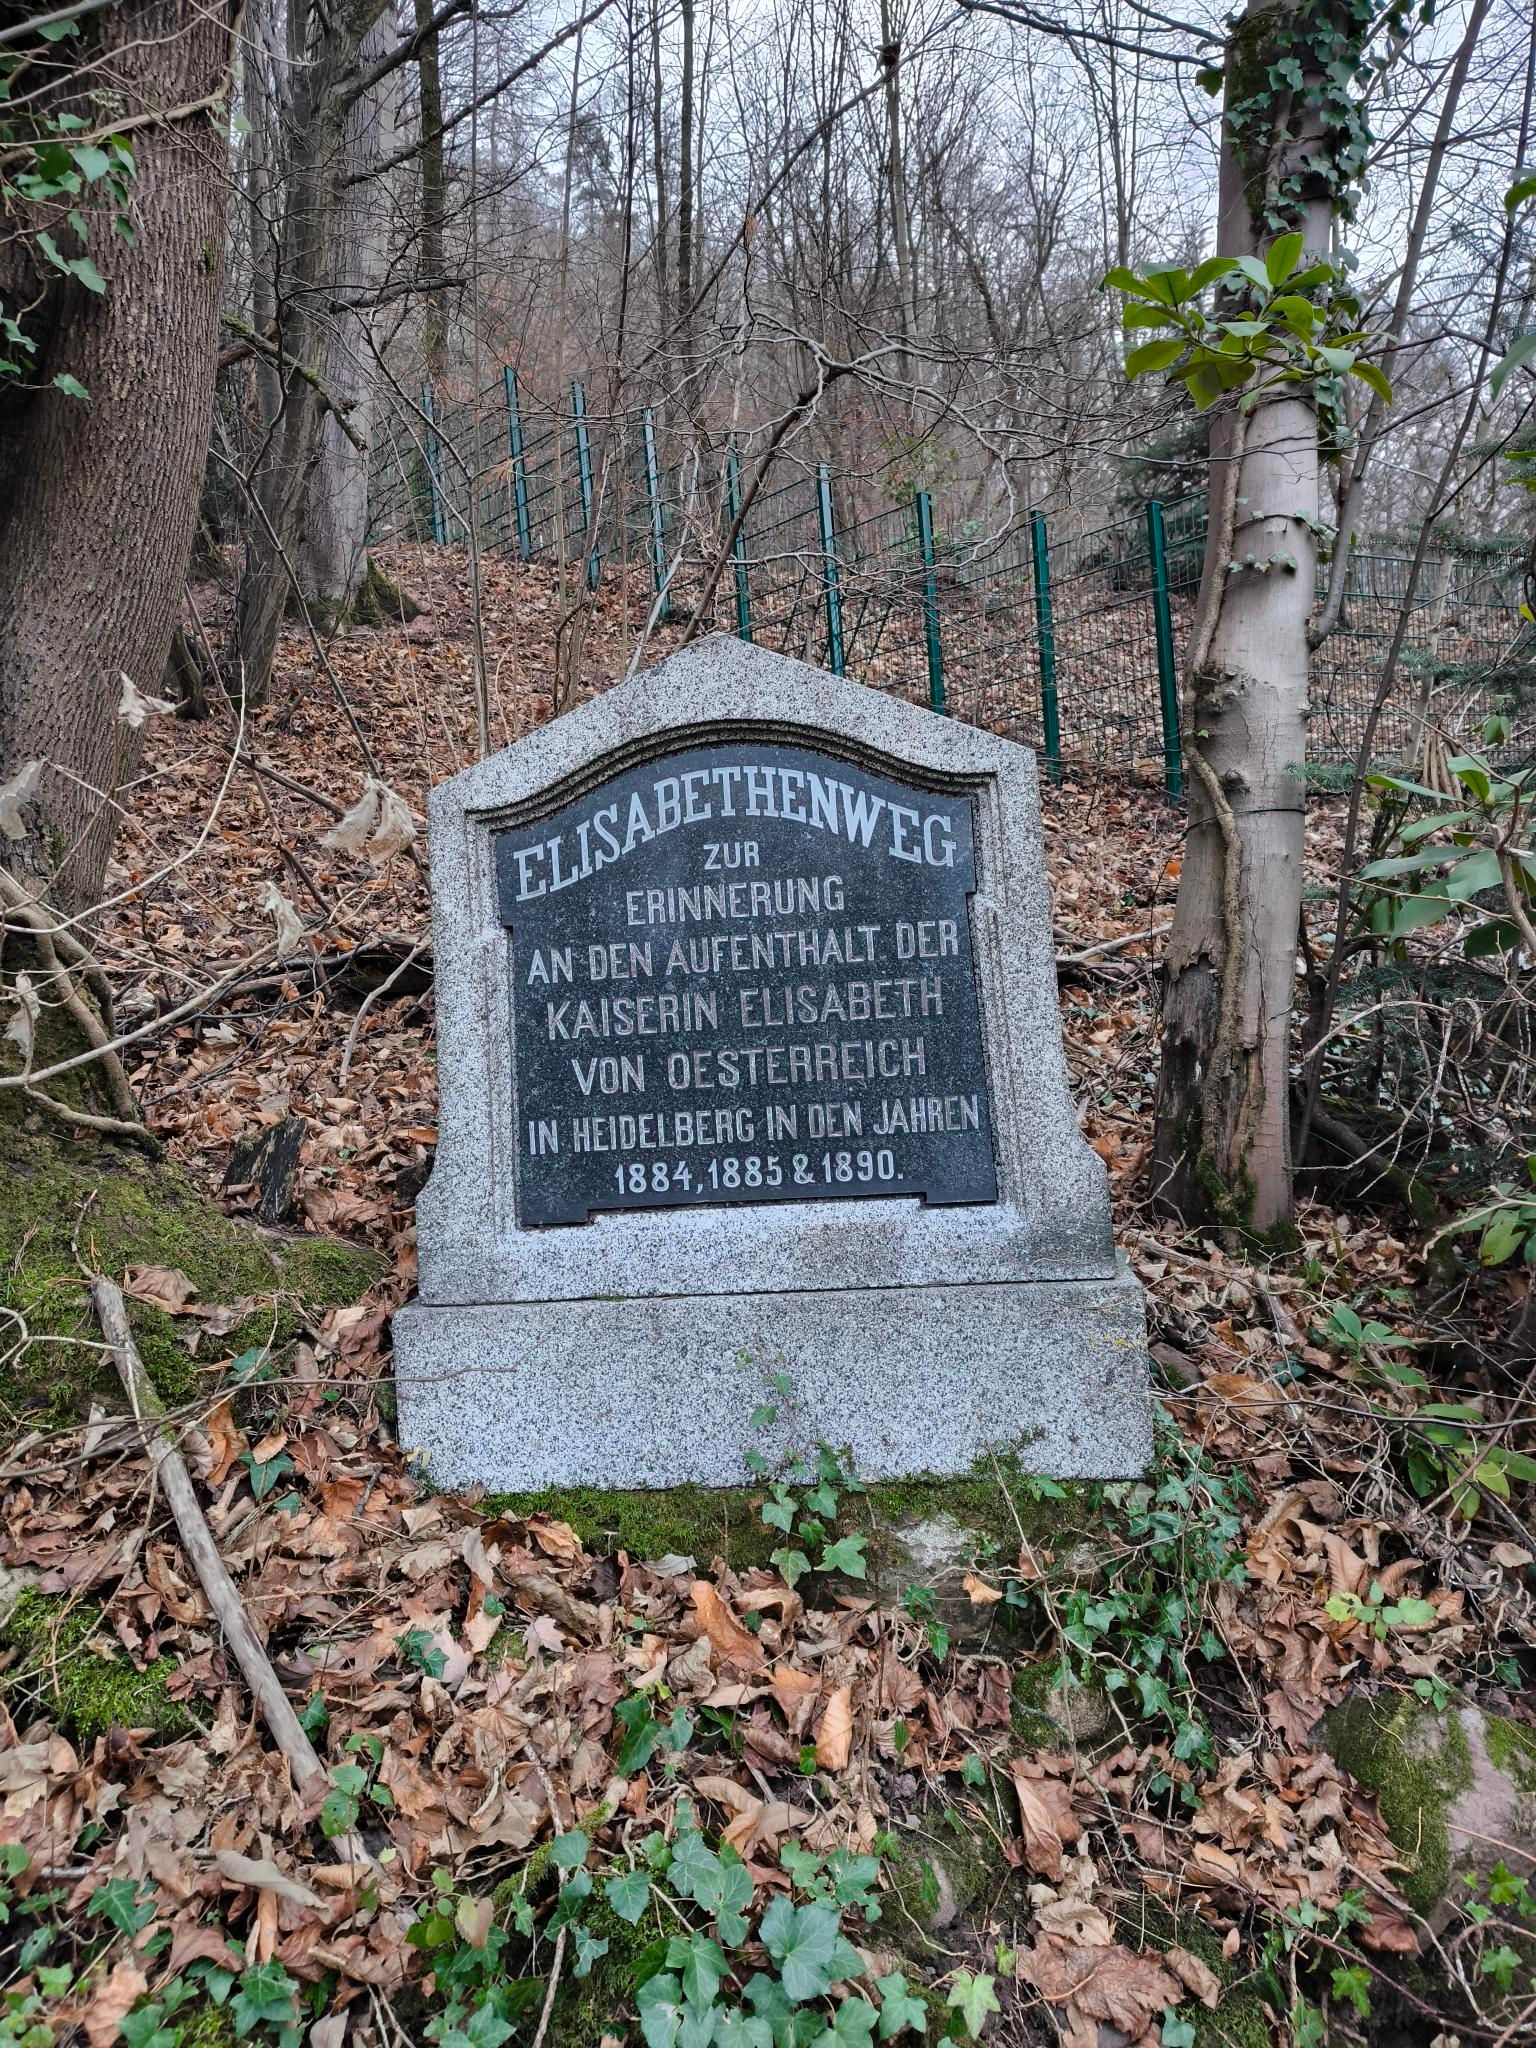 ELISABETHENWEG
ZUR
ERINNERUNG
AN DEN AUFENTHALT DER
KAISERIN ELISABETH
VON OESTERREICH
IN HEIDELBERG IN DEN JAHREN
1884, 1885 & 1890.